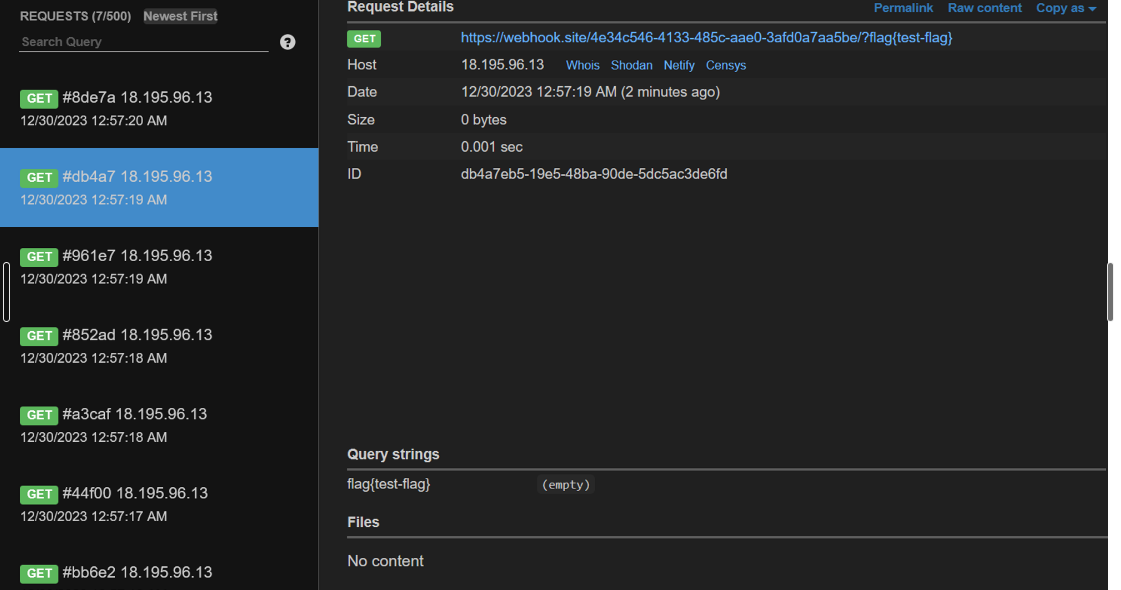 REQUESTS (7/500) Newest First
Search Query ?
GET #8de7a 18.195.96.13
12/30/2023 12:57:20 AM
GET #db4a7 18.195.96.13
12/30/2023 12:57:19 AM
GET #961e7 18.195.96.13
12/30/2023 12:57:19 AM
GET #852ad 18.195.96.13
12/30/2023 12:57:18 AM
GET #a3caf 18.195.96.13
12/30/2023 12:57:18 AM
GET #44f00 18.195.96.13
12/30/2023 12:57:17 AM
GET #bb6e2 18.195.96.13
Request Details Permalink Raw content Copy as
GET https://webhook.site/4e34c546-4133-485c-aae0-3afd0a7aa5be/?flag{test-flag}
Host 18.195.96.13 Whois Shodan Netify Censys
Date 12/30/2023 12:57:19 AM (2 minutes ago)
Size 0 bytes
Time 0.001 sec
ID db4a7eb5-19e5-48ba-90de-5dc5ac3de6fd
Query strings
flag{test-flag} (empty)
Files
No content